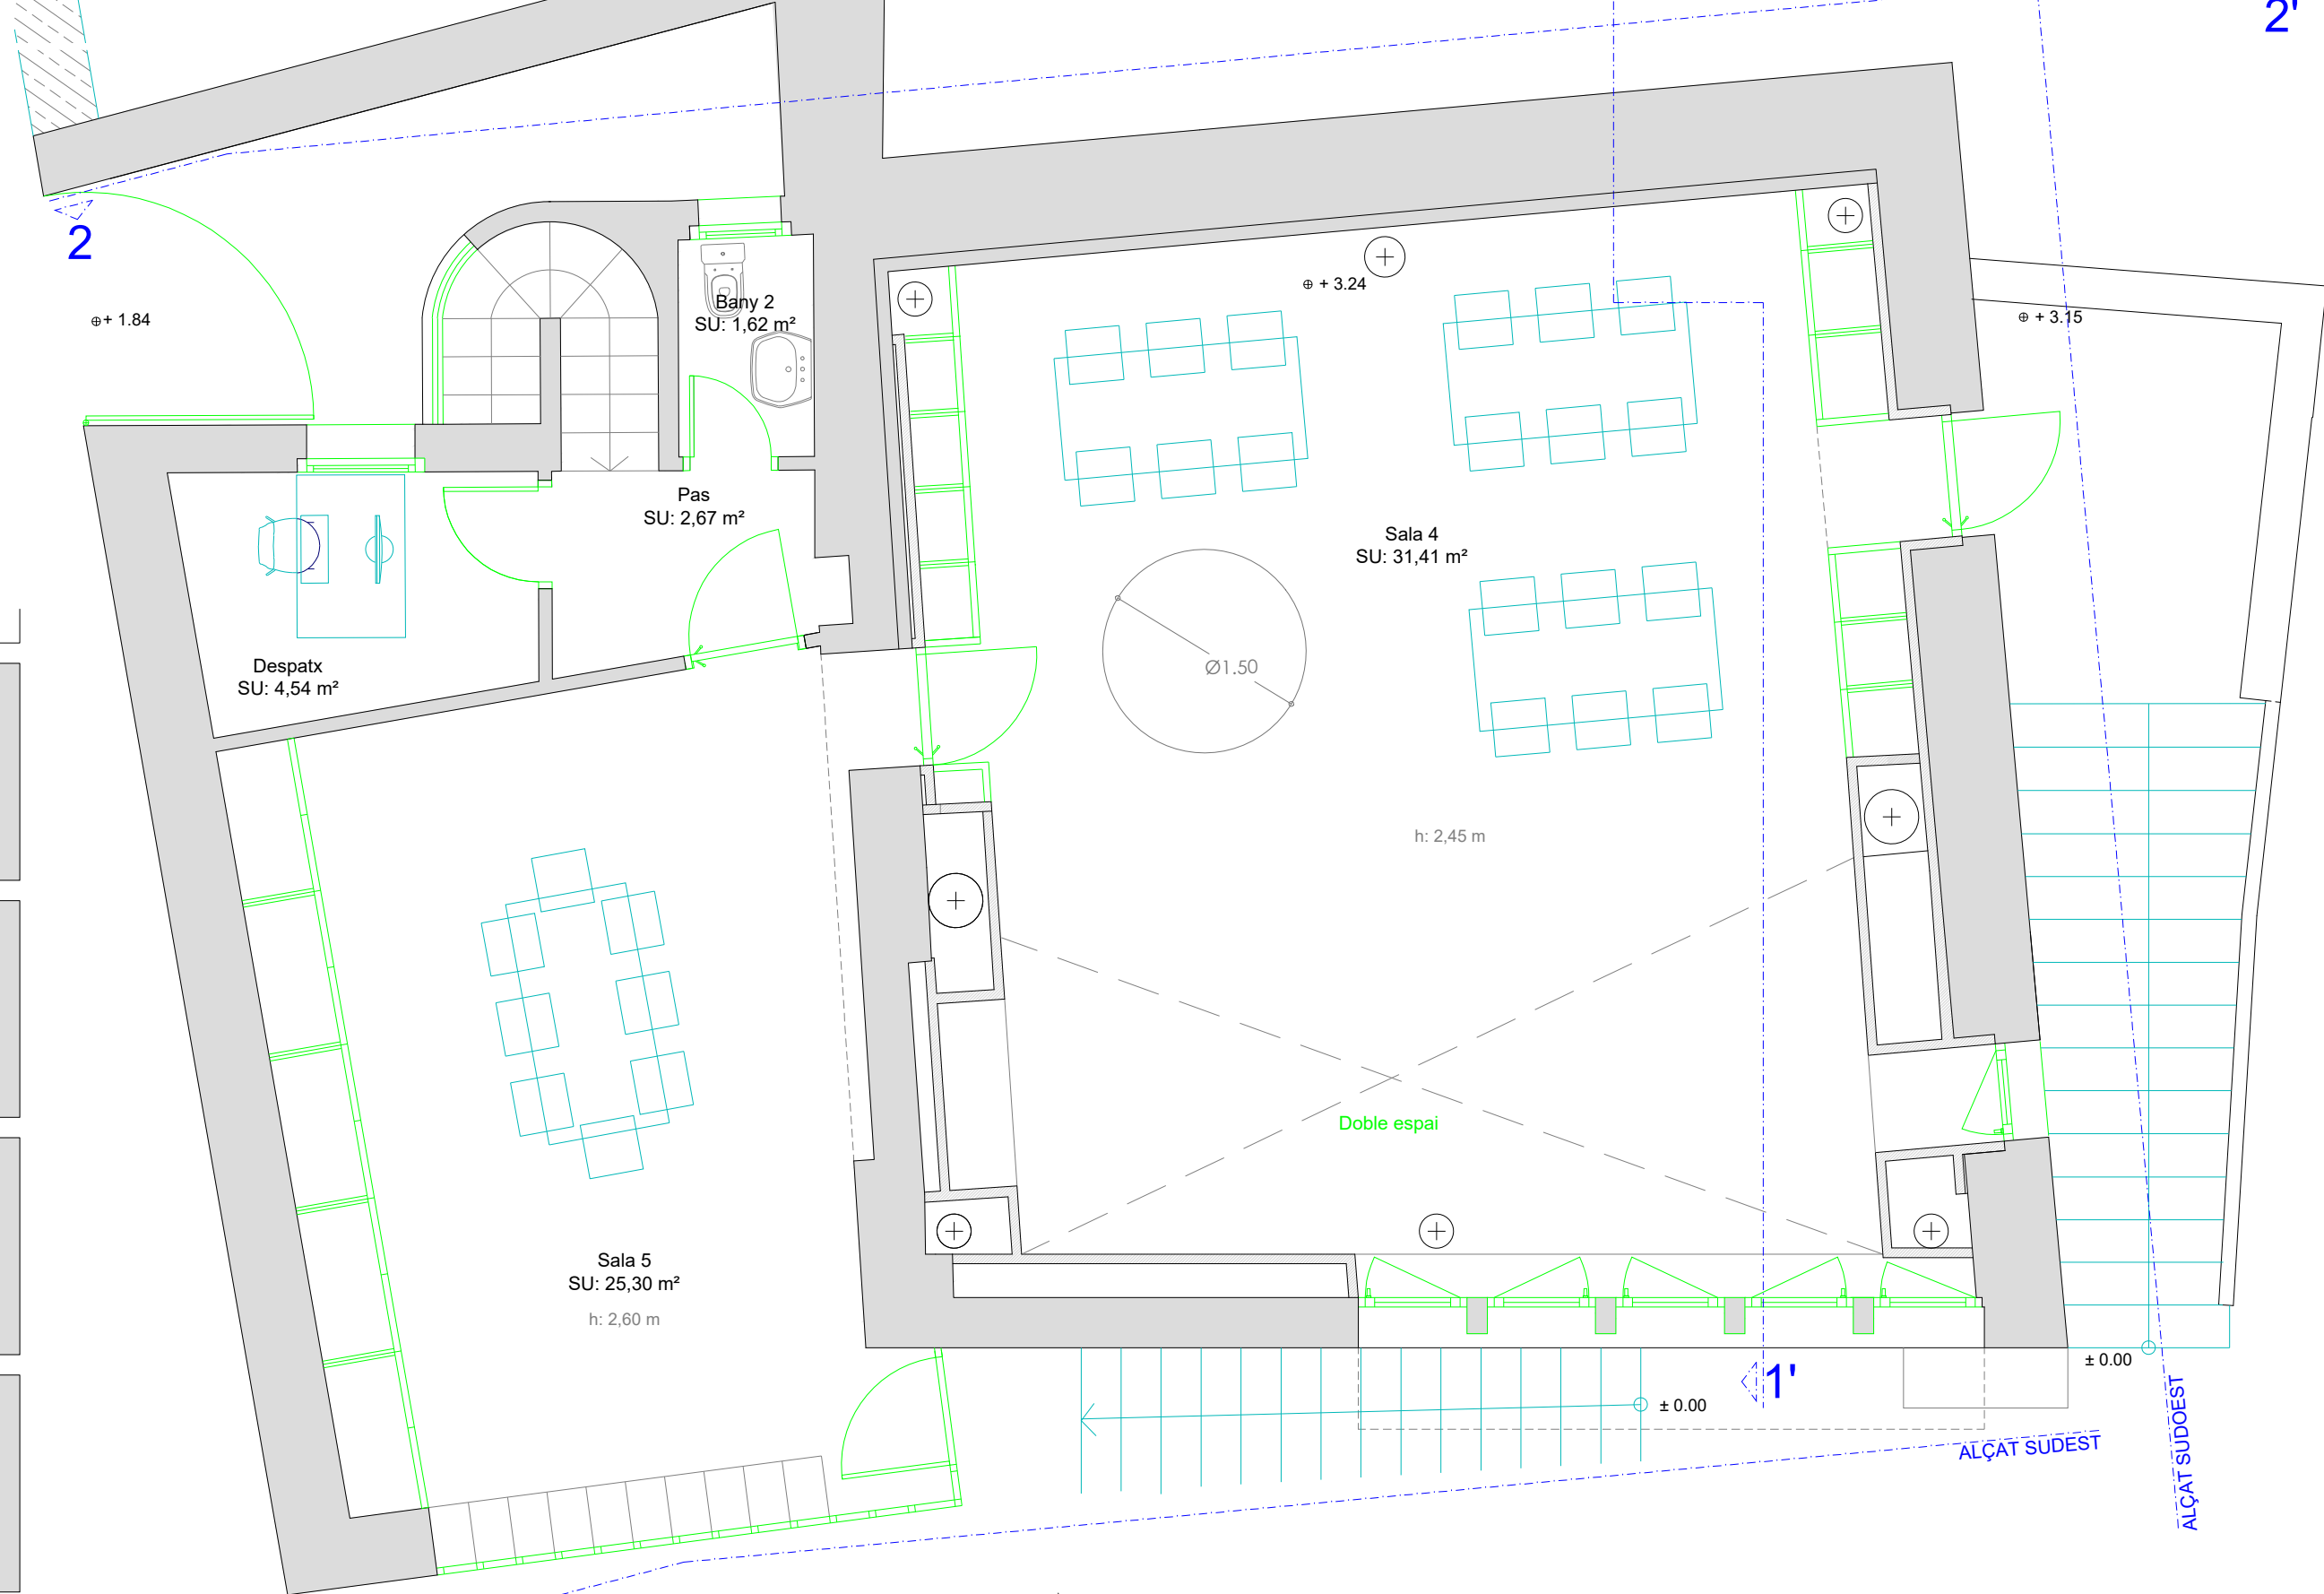 2'
2
⊕+ 1.84
Bany 2
SU: 1,62 m²
⊕ + 3.24
⊕ + 3.15
Pas
SU: 2,67 m²
Sala 4
SU: 31,41 m²
Ø1.50
Despatx
SU: 4,54 m²
h: 2,45 m
Doble espai
Sala 5
SU: 25,30 m²
h: 2,60 m
1'
± 0.00
± 0.00
ALÇAT SUDEST
ALÇAT SUDOEST